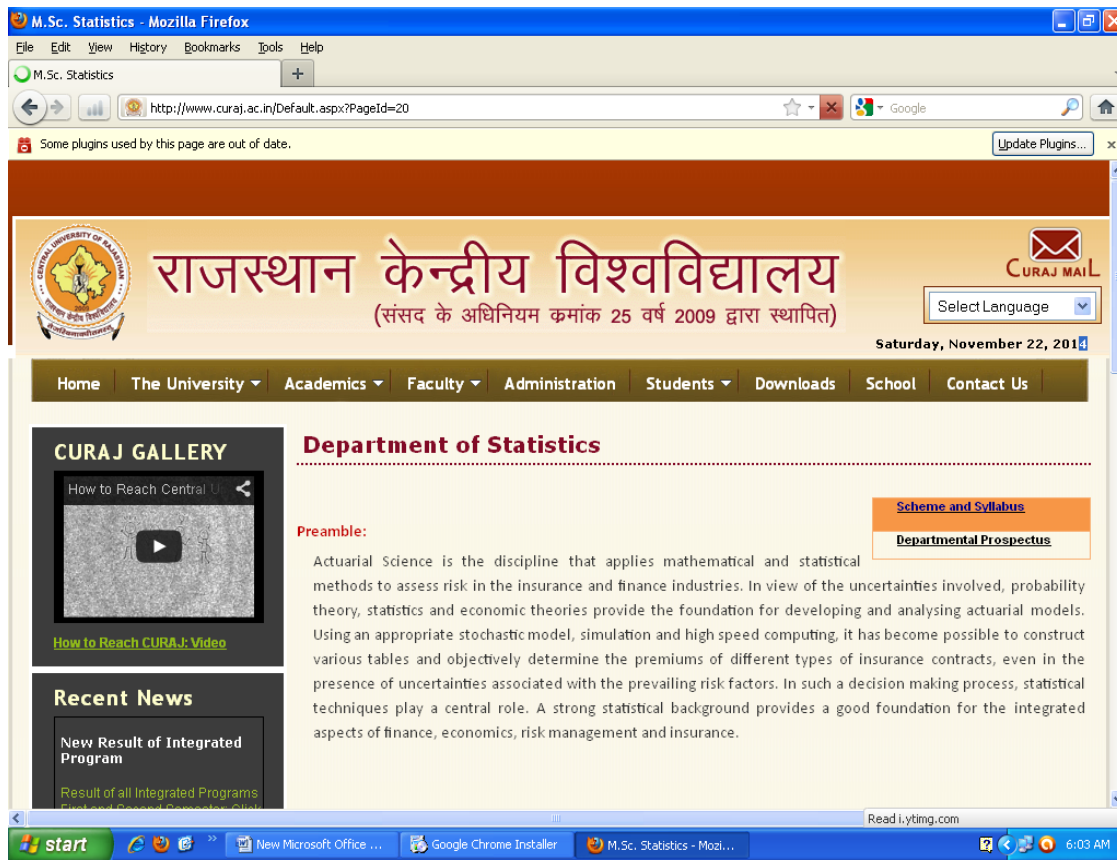 M.Sc. Statistics - Mozilla Firefox
File Edit View History Bookmarks Tools Help
M.Sc. Statistics
http://www.curaj.ac.in/Default.aspx?PageId=20
Google
Some plugins used by this page are out of date.
Update Plugins...
CENTRAL UNIVERSITY OF RAJASTHAN
2009
राजस्थान केन्द्रीय विश्वविद्यालय
(संसद के अधिनियम क्रमांक 25 वर्ष 2009 द्वारा स्थापित)
CURAJ MAIL
Select Language
Saturday, November 22, 2014
Home The University Academics Faculty Administration Students Downloads School Contact Us
CURAJ GALLERY
How to Reach Central U
How to Reach CURAJ: Video
Recent News
New Result of Integrated
Program
Result of all Integrated Programs
First and Second Semester: Click
Department of Statistics
Scheme and Syllabus
Departmental Prospectus
Preamble:
Actuarial Science is the discipline that applies mathematical and statistical
methods to assess risk in the insurance and finance industries. In view of the uncertainties involved, probability
theory, statistics and economic theories provide the foundation for developing and analysing actuarial models.
Using an appropriate stochastic model, simulation and high speed computing, it has become possible to construct
various tables and objectively determine the premiums of different types of insurance contracts, even in the
presence of uncertainties associated with the prevailing risk factors. In such a decision making process, statistical
techniques play a central role. A strong statistical background provides a good foundation for the integrated
aspects of finance, economics, risk management and insurance.
Read i.ytimg.com
start
New Microsoft Office ...
Google Chrome Installer
M.Sc. Statistics - Mozi...
6:03 AM